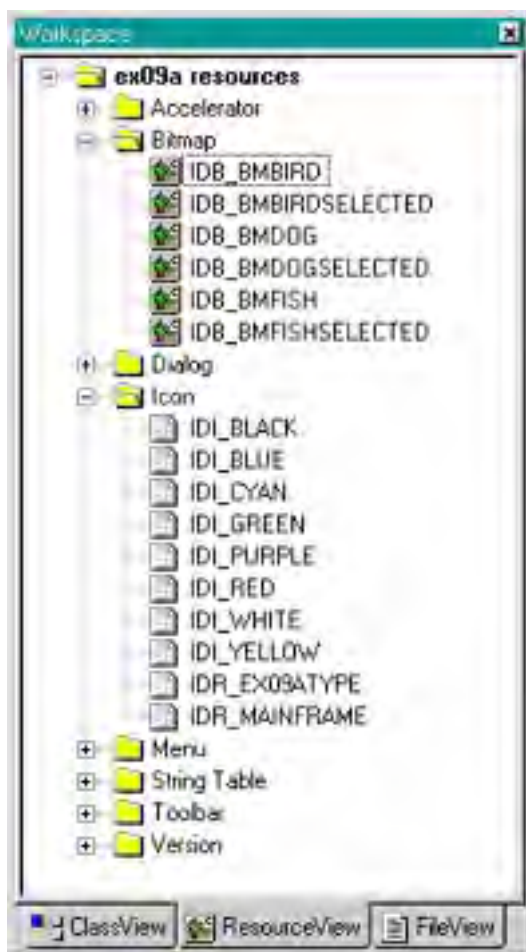 Workspace
ex09a resources
Accelerator
Bitmap
IDB_BMBIRD
IDB_BMBIRDSELECTED
IDB_BMDOG
IDB_BMDOGSELECTED
IDB_BMFISH
IDB_BMFISHSELECTED
Dialog
Icon
IDI_BLACK
IDI_BLUE
IDI_CYAN
IDI_GREEN
IDI_PURPLE
IDI_RED
IDI_WHITE
IDI_YELLOW
IDR_EX09ATYPE
IDR_MAINFRAME
Menu
String Table
Toolbar
Version
ClassView ResourceView FileView